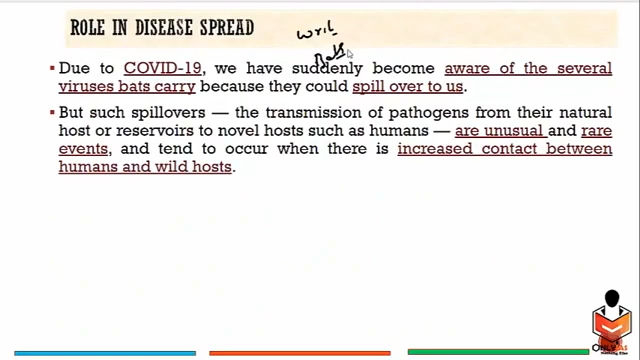 ROLE IN DISEASE SPREAD
▪ Due to COVID-19, we have suddenly become aware of the several
viruses bats carry because they could spill over to us.
▪ But such spillovers — the transmission of pathogens from their natural
host or reservoirs to novel hosts such as humans — are unusual and rare
events, and tend to occur when there is increased contact between
humans and wild hosts.